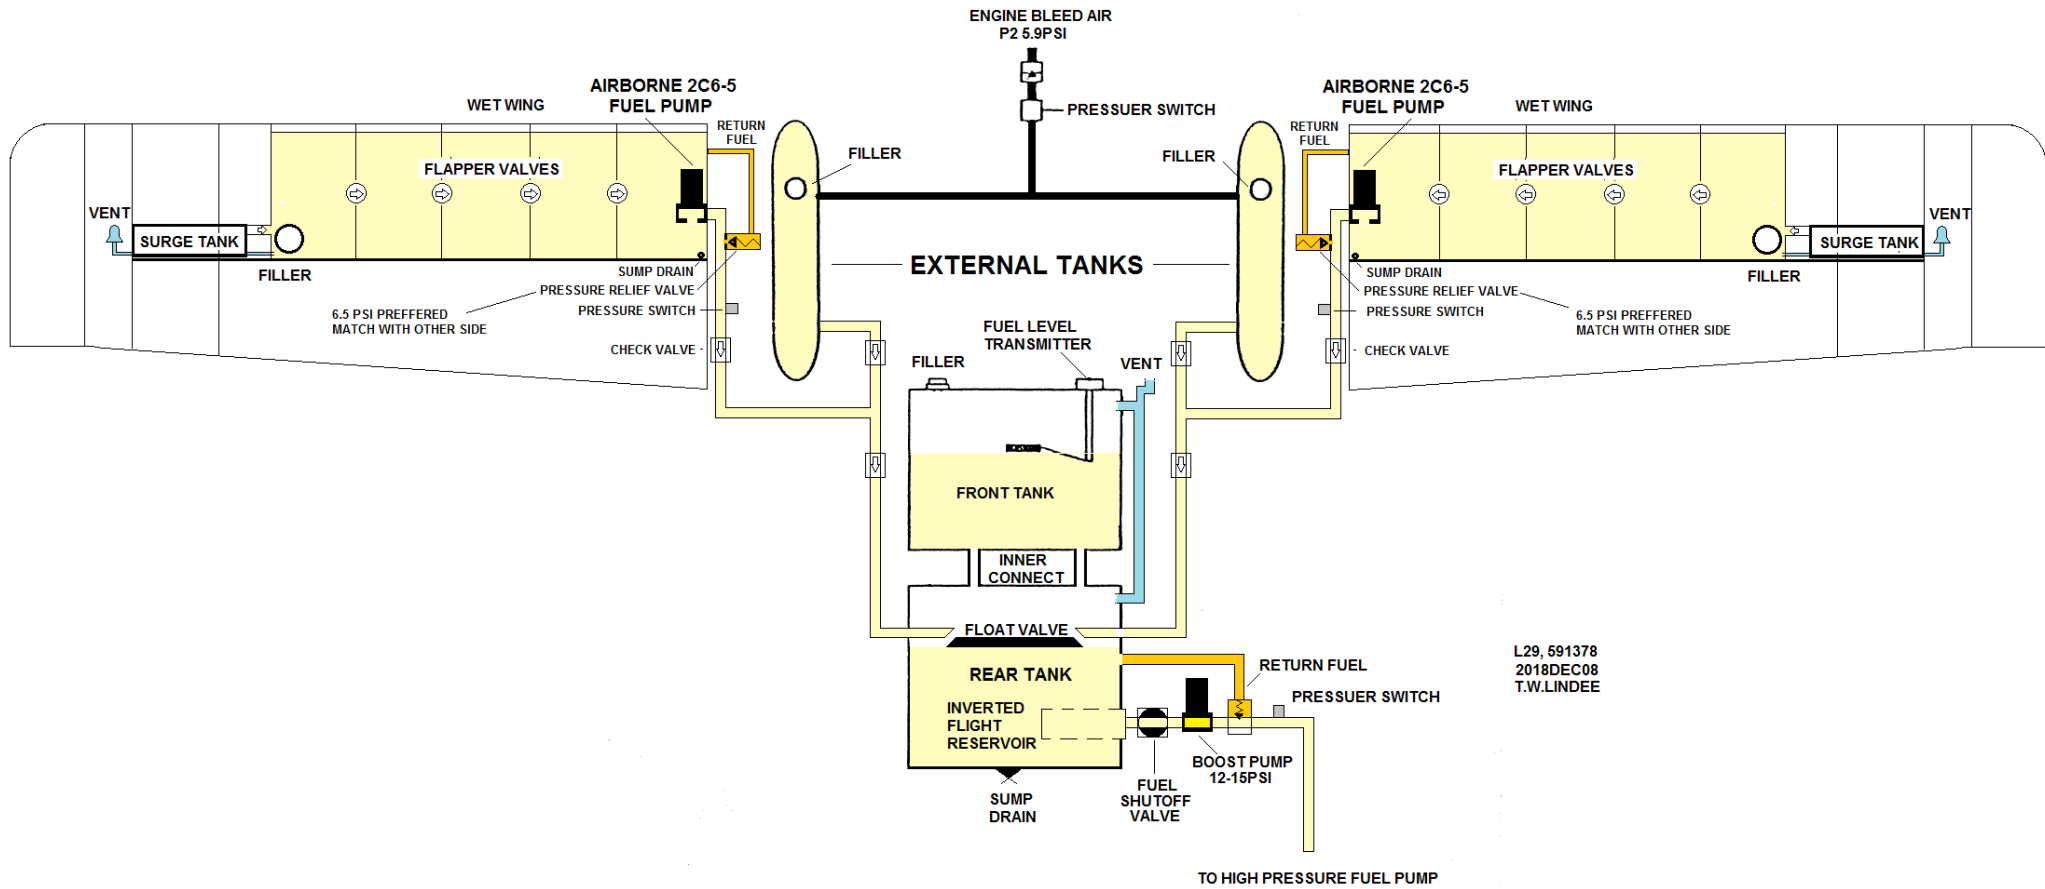 ENGINE BLEED AIR
P2 5.9PSI
AIRBORNE 2C6-5
FUEL PUMP
AIRBORNE 2C6-5
FUEL PUMP
WET WING
PRESSUER SWITCH
WET WING
RETURN
FUEL
RETURN
FUEL
FILLER
FILLER
FLAPPER VALVES
FLAPPER VALVES
VENT
VENT
SURGE TANK
SURGE TANK
FILLER
FILLER
EXTERNAL TANKS
SUMP DRAIN
SUMP DRAIN
PRESSURE RELIEF VALVE
PRESSURE RELIEF VALVE
6.5 PSI PREFFERED
MATCH WITH OTHER SIDE
PRESSURE SWITCH
PRESSURE SWITCH
6.5 PSI PREFFERED
MATCH WITH OTHER SIDE
CHECK VALVE
CHECK VALVE
FUEL LEVEL
TRANSMITTER
FILLER
VENT
FRONT TANK
INNER
CONNECT
FLOAT VALVE
REAR TANK
RETURN FUEL
PRESSUER SWITCH
L29, 591378
2018DEC08
T.W.LINDEE
INVERTED
FLIGHT
RESERVOIR
BOOST PUMP
12-15PSI
FUEL
SHUTOFF
VALVE
SUMP
DRAIN
TO HIGH PRESSURE FUEL PUMP